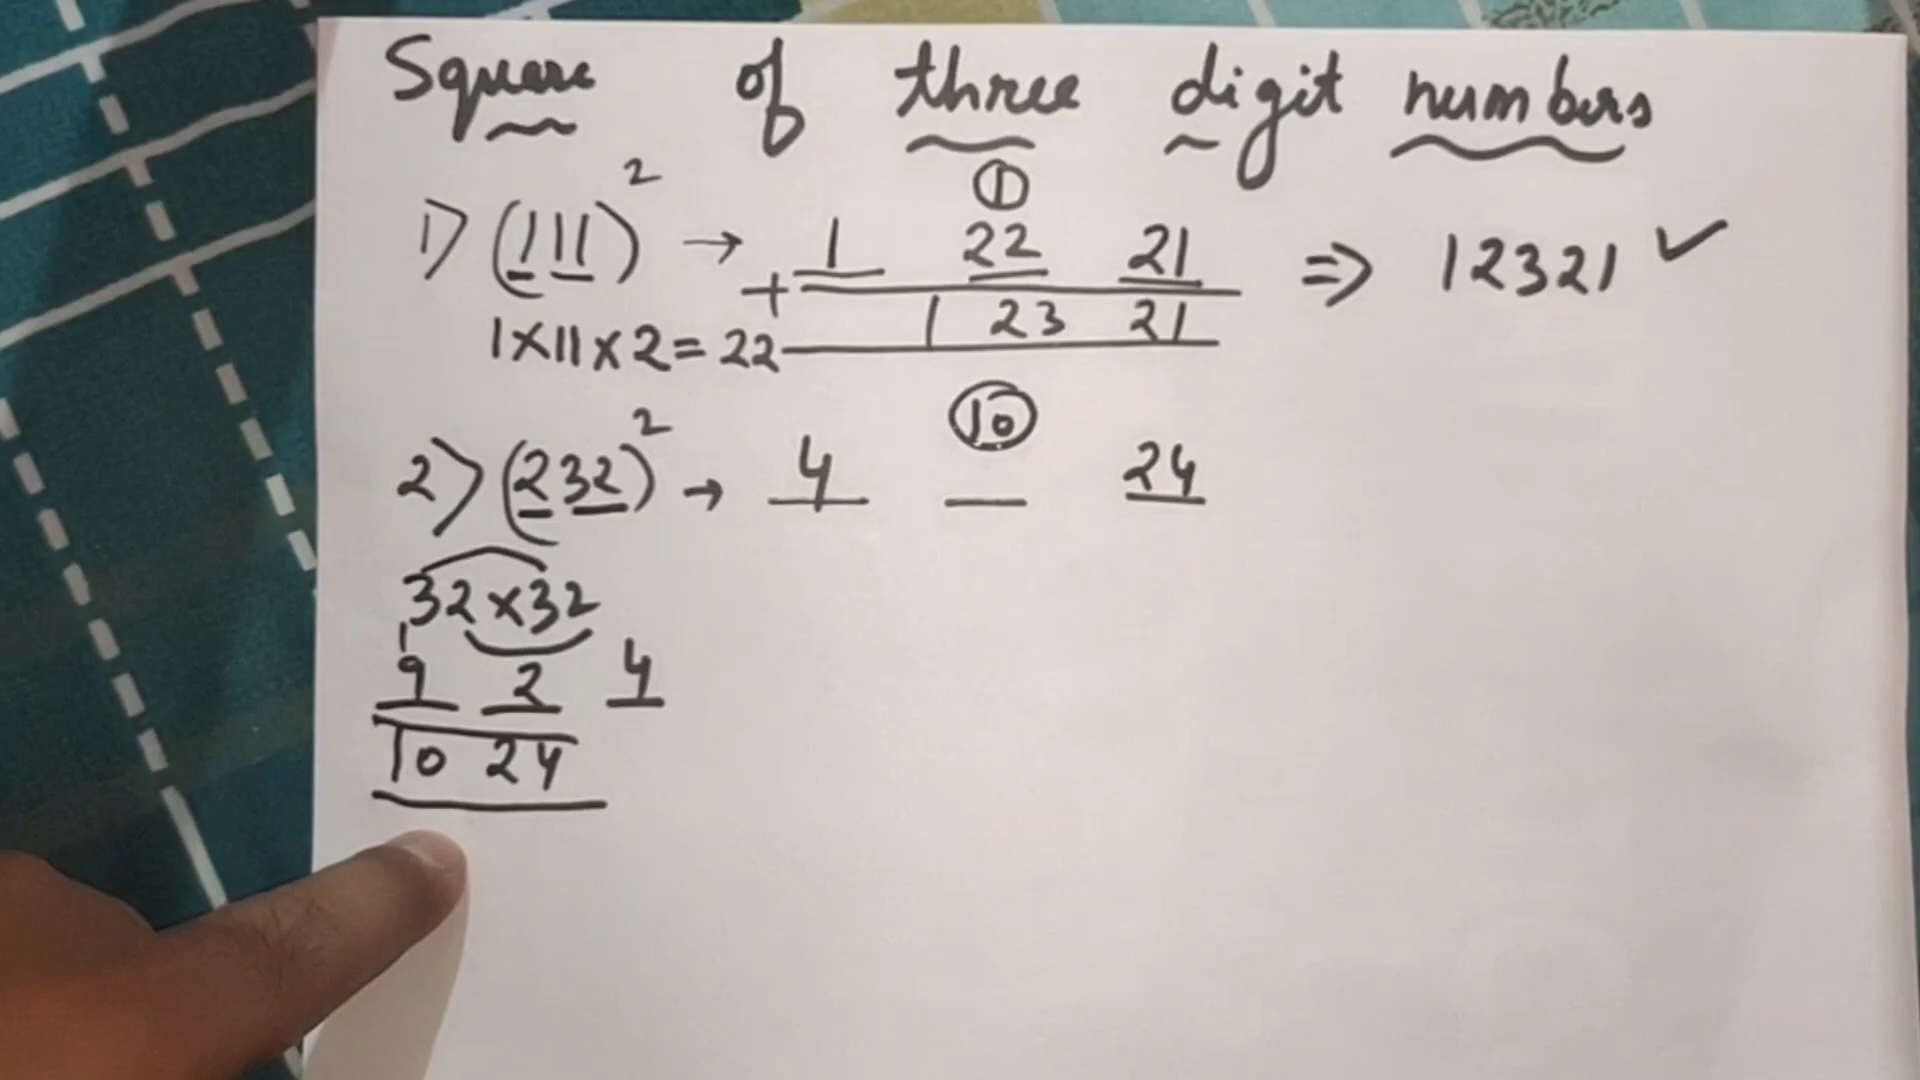 Square of three digit numbers
①
1) (111)² → 1 22 21 ⇒ 12321 ✓
+ 1 23 21
1×11×2=22
⑩
2) (232)² → 4 __ 24
32×32
1
9 2 4
10 24